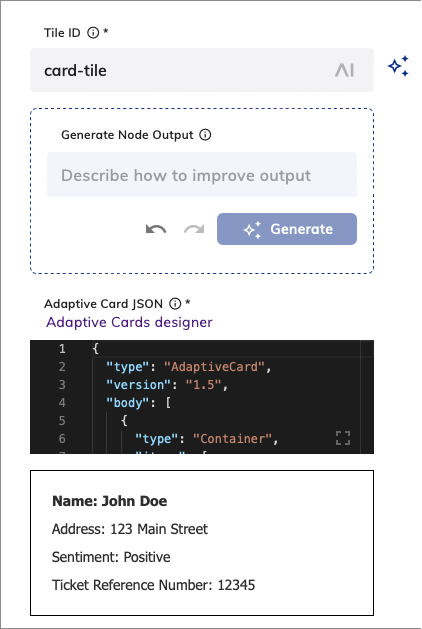 Tile ID *
card-tile
AI
Generate Node Output
Describe how to improve output
Generate
Adaptive Card JSON *
Adaptive Cards designer
1 {
2 "type": "AdaptiveCard",
3 "version": "1.5",
4 "body": [
5 {
6 "type": "Container",
Name: John Doe
Address: 123 Main Street
Sentiment: Positive
Ticket Reference Number: 12345